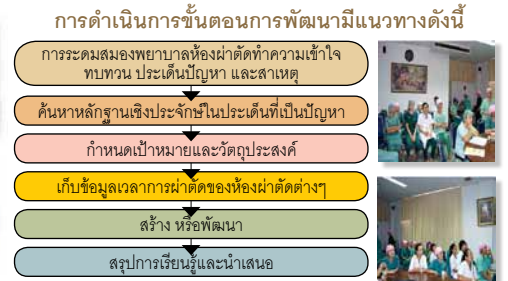 การดำเนินการขั้นตอนการพัฒนามีแนวทางดังนี้
การระดมสมองพยาบาลห้องผ่าตัดทำความเข้าใจ
ทบทวน ประเด็นปัญหา และสาเหตุ
ค้นหาหลักฐานเชิงประจักษ์ในประเด็นที่เป็นปัญหา
กำหนดเป้าหมายและวัตถุประสงค์
เก็บข้อมูลเวลาการผ่าตัดของห้องผ่าตัดต่างๆ
สร้าง หรือพัฒนา
สรุปการเรียนรู้และนำเสนอ